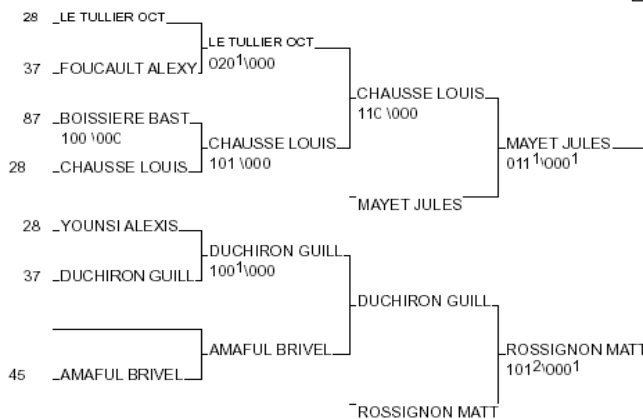 28 LE TULLIER OCT
LE TULLIER OCT
020¹\000
37 FOUCAULT ALEXY
CHAUSSE LOUIS
110 \000
87 BOISSIERE BAST
100 \000
CHAUSSE LOUIS
101 \000
28 CHAUSSE LOUIS
MAYET JULES
011¹\000¹
MAYET JULES
28 YOUNSI ALEXIS
DUCHIRON GUILL
100¹\000
37 DUCHIRON GUILL
DUCHIRON GUILL
AMAFUL BRIVEL
45 AMAFUL BRIVEL
ROSSIGNON MATT
101²\000¹
ROSSIGNON MATT